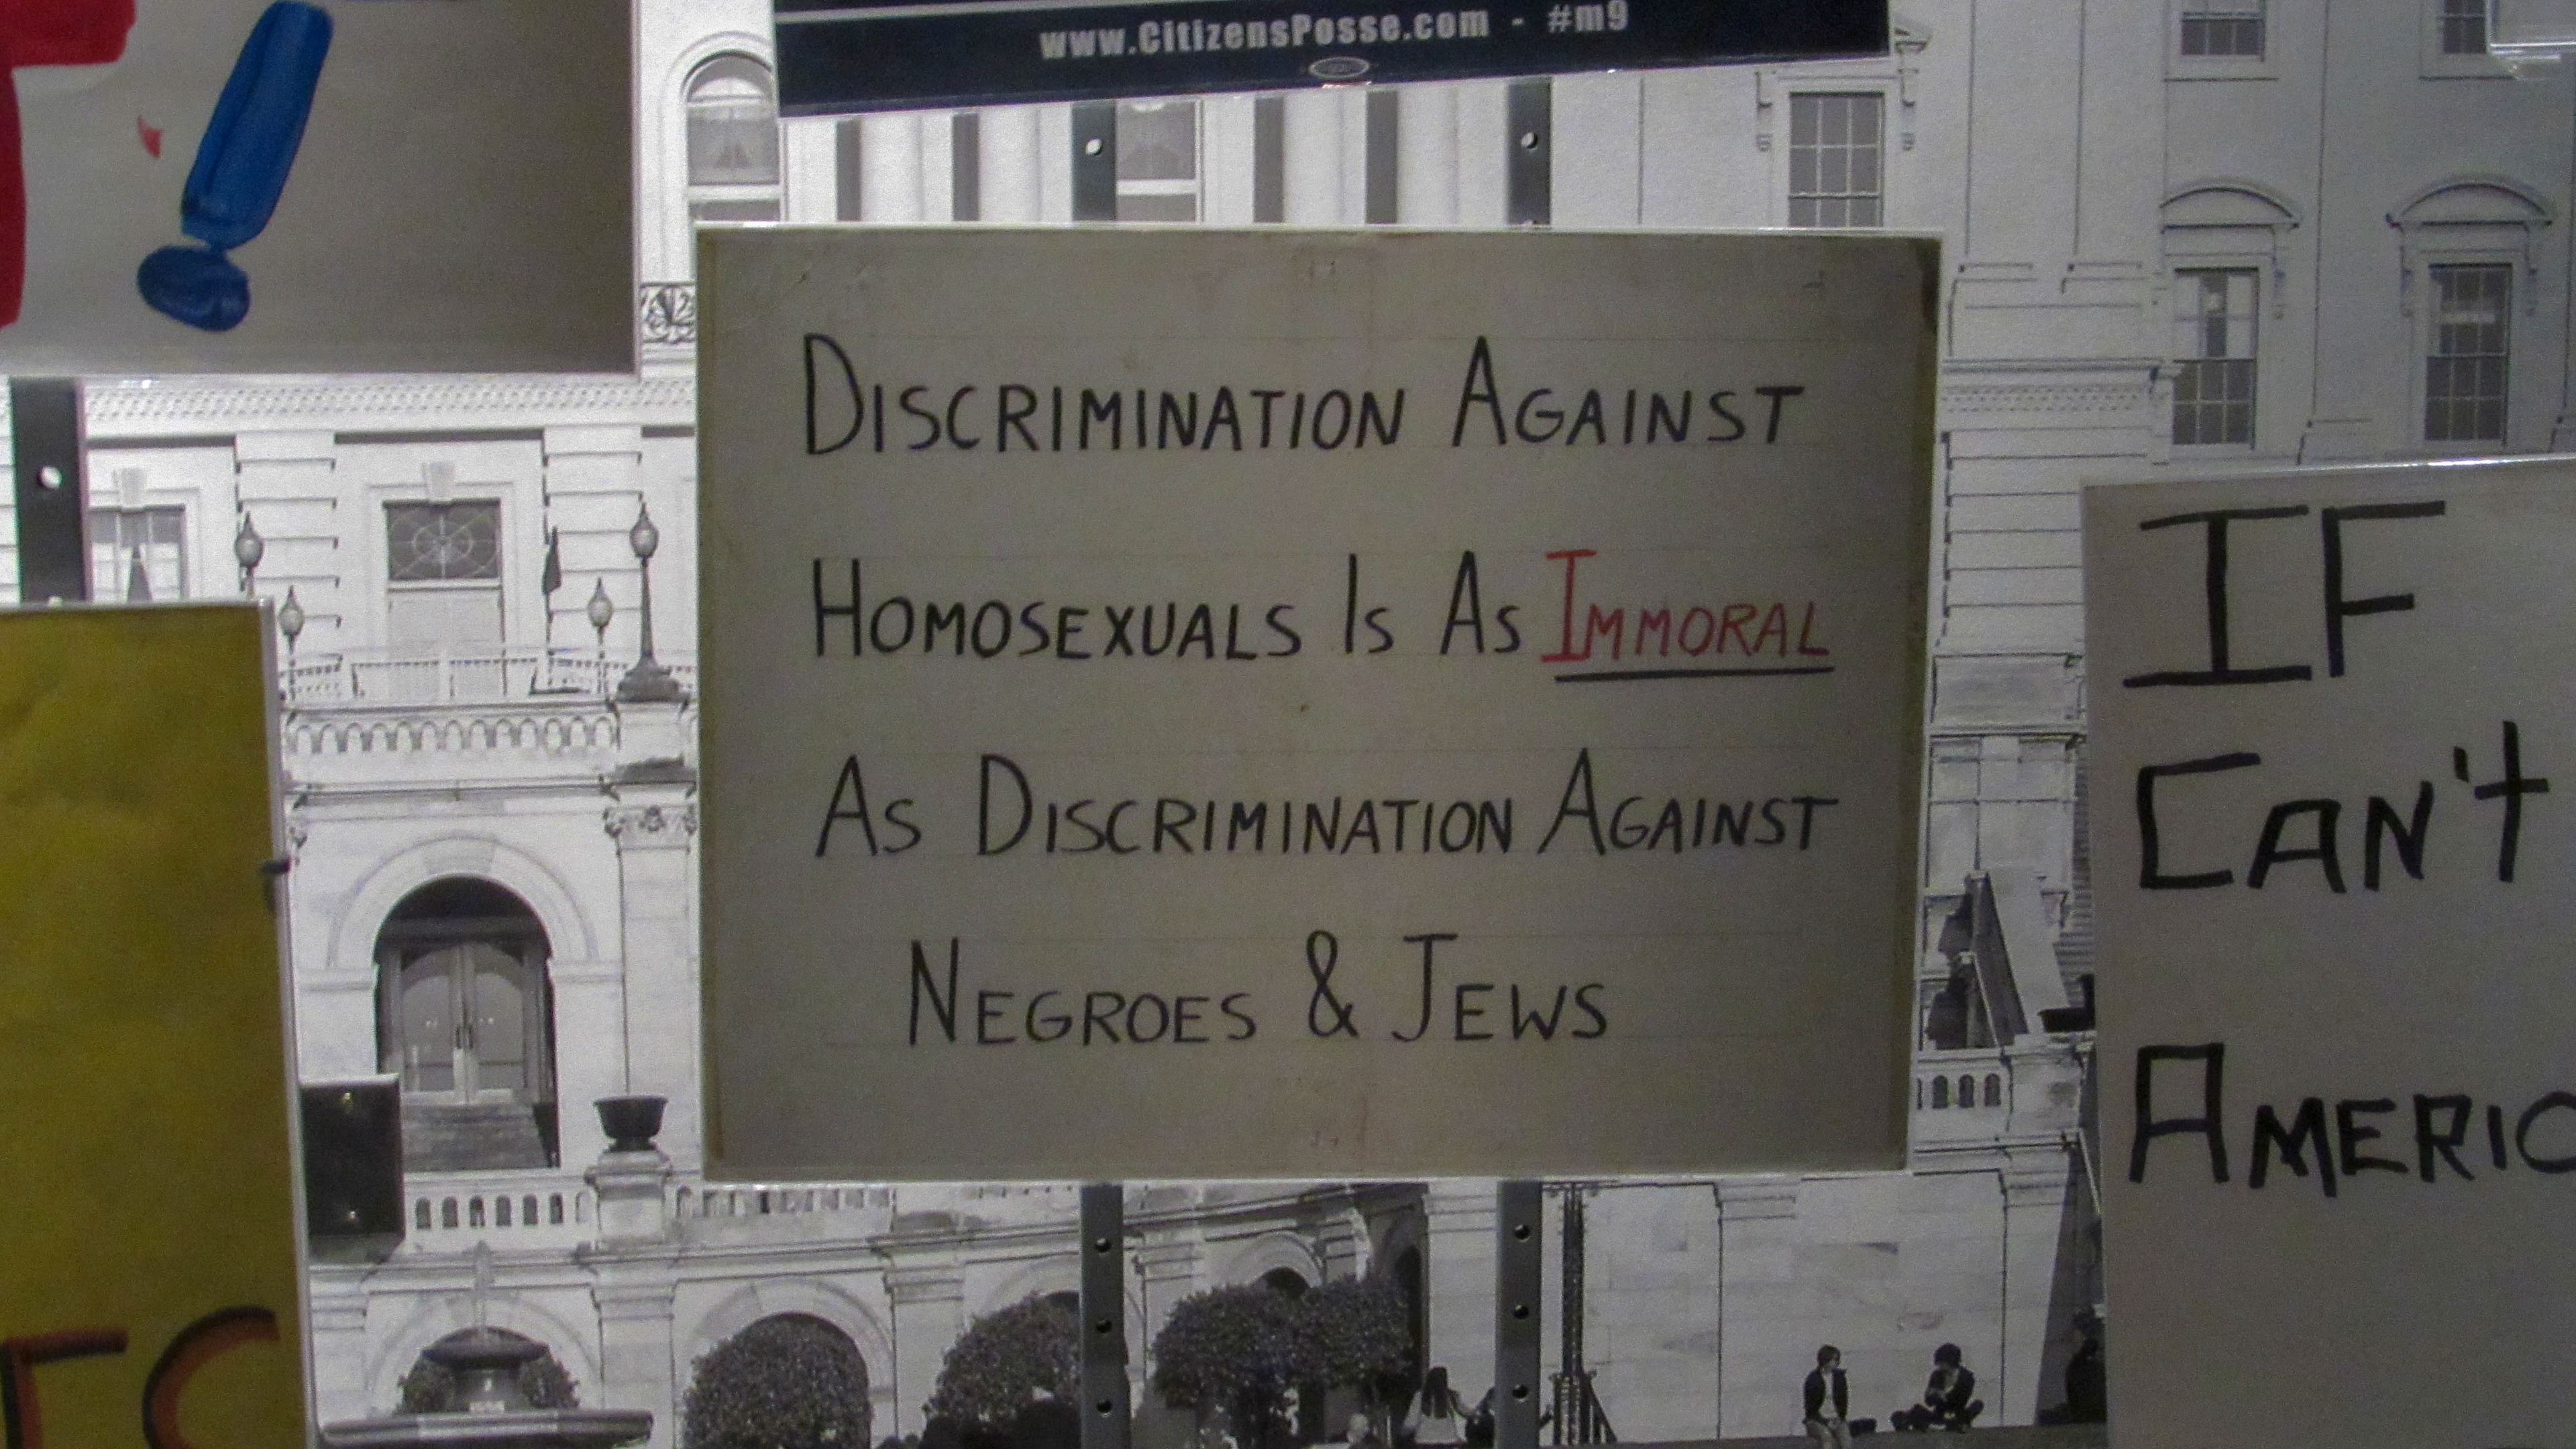 www.CitizensPosse.com - #m9
!
DISCRIMINATION AGAINST
HOMOSEXUALS IS AS IMMORAL
AS DISCRIMINATION AGAINST
NEGROES & JEWS
IF
CAN't
AMERIC